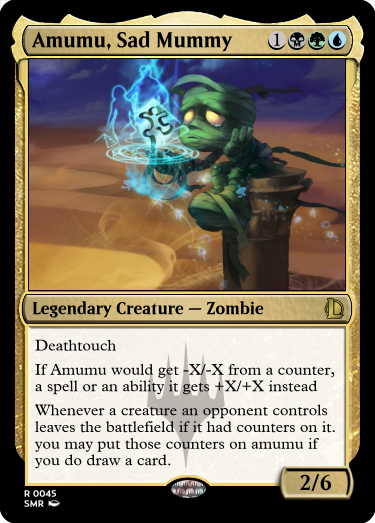 Amumu, Sad Mummy 1
Legendary Creature — Zombie
Deathtouch
If Amumu would get -X/-X from a counter,
a spell or an ability it gets +X/+X instead
Whenever a creature an opponent controls
leaves the battlefield if it had counters on it.
you may put those counters on amumu if
you do draw a card.
2/6
R 0045
SMR